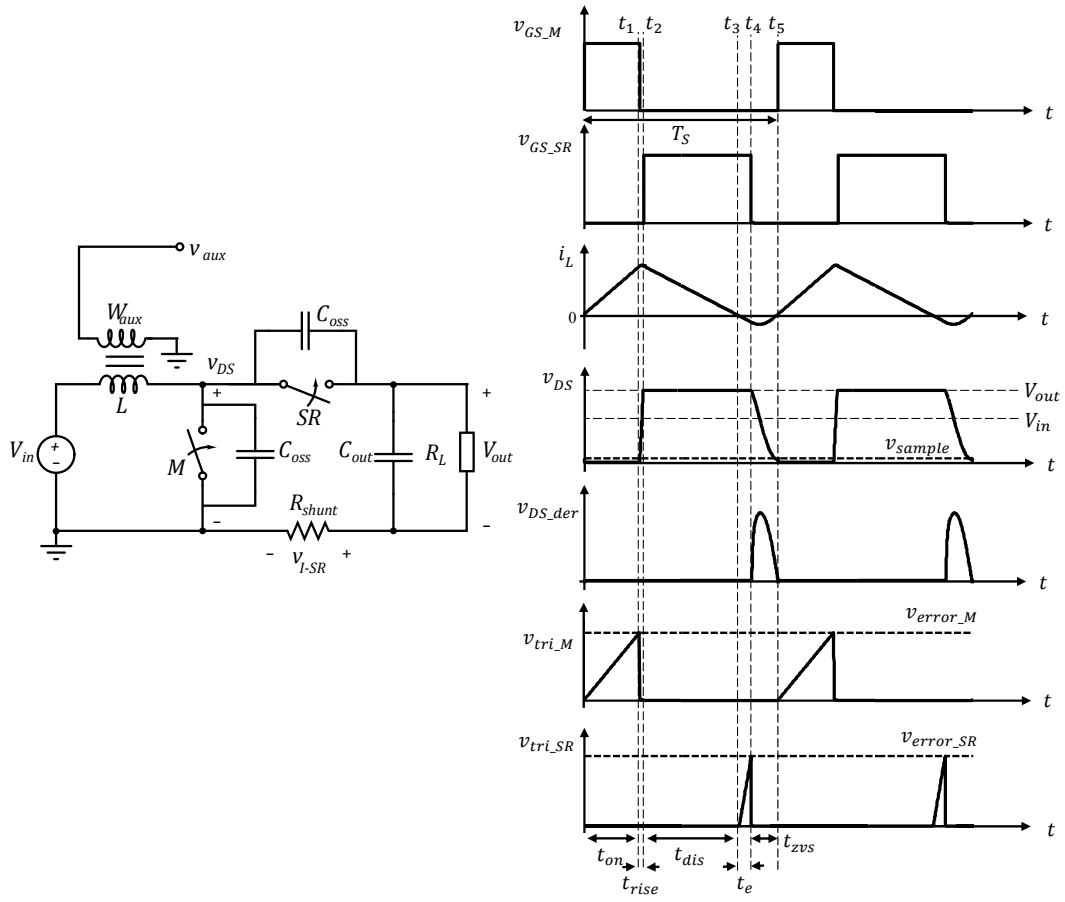 v_aux
W_aux
C_oss
v_DS
+
L
SR
+
V_in
+
−
M
C_oss
C_out
R_L
V_out
R_shunt
−
−
−
v_I-SR
+
v_GS_M
t_1
t_2
t_3
t_4
t_5
t
T_S
v_GS_SR
t
i_L
0
t
v_DS
V_out
V_in
v_sample
t
v_DS_der
t
v_tri_M
v_error_M
t
v_tri_SR
v_error_SR
t
t_on
t_dis
t_zvs
t_rise
t_e